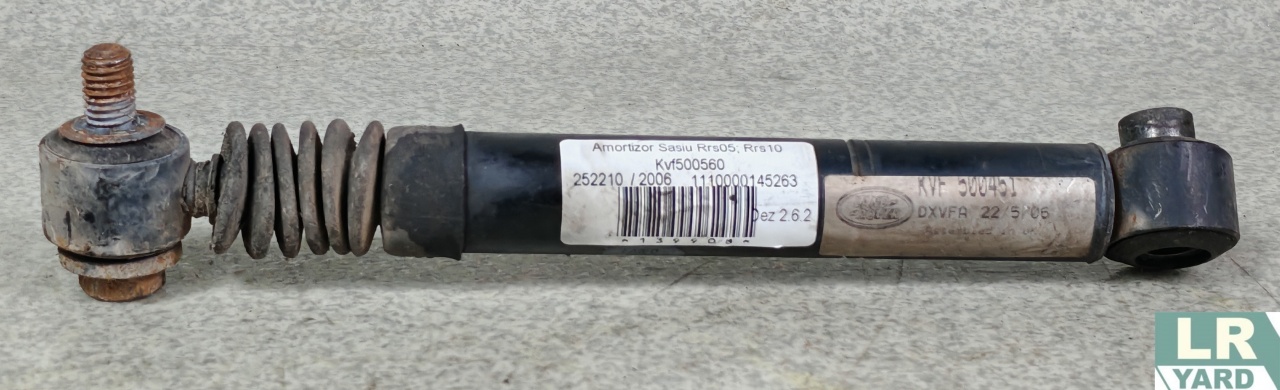 Amortizor Sasiu Rrs05, Rrs10
Kvf500560
252210 / 2006 1110000145263
Dez 2.6.2
*139908*
KVF 500451
DXVFA 22/5/06
LR
YARD